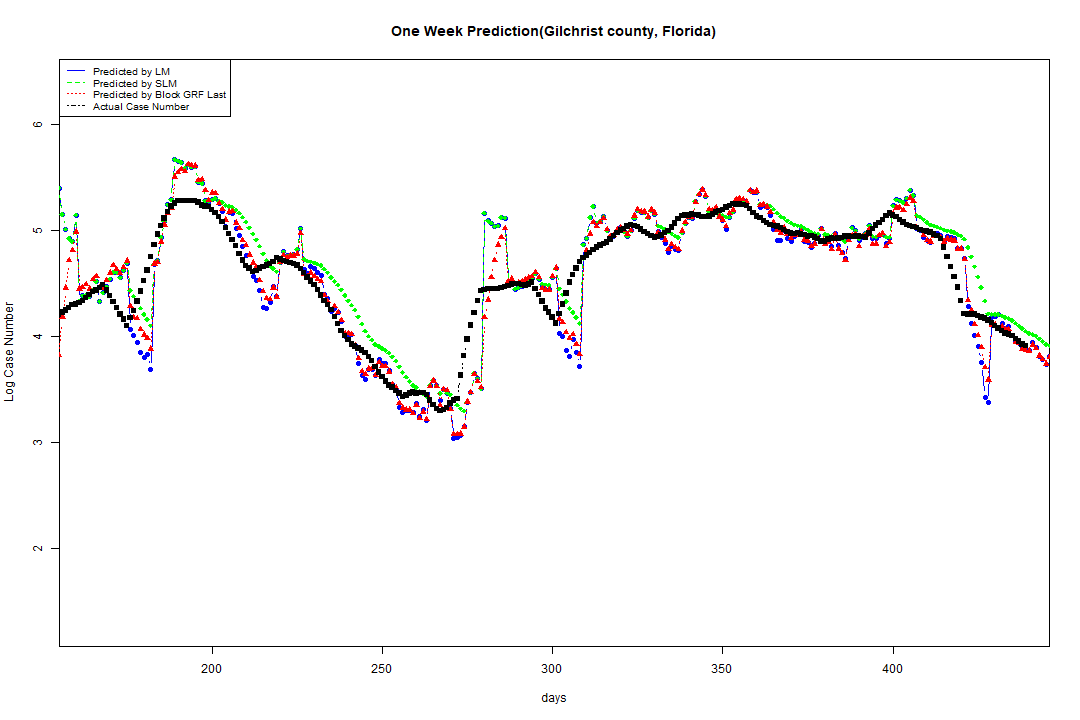 One Week Prediction(Gilchrist county, Florida)
Predicted by LM
Predicted by SLM
Predicted by Block GRF Last
Actual Case Number
6
5
4
3
2
Log Case Number
200
250
300
350
400
days